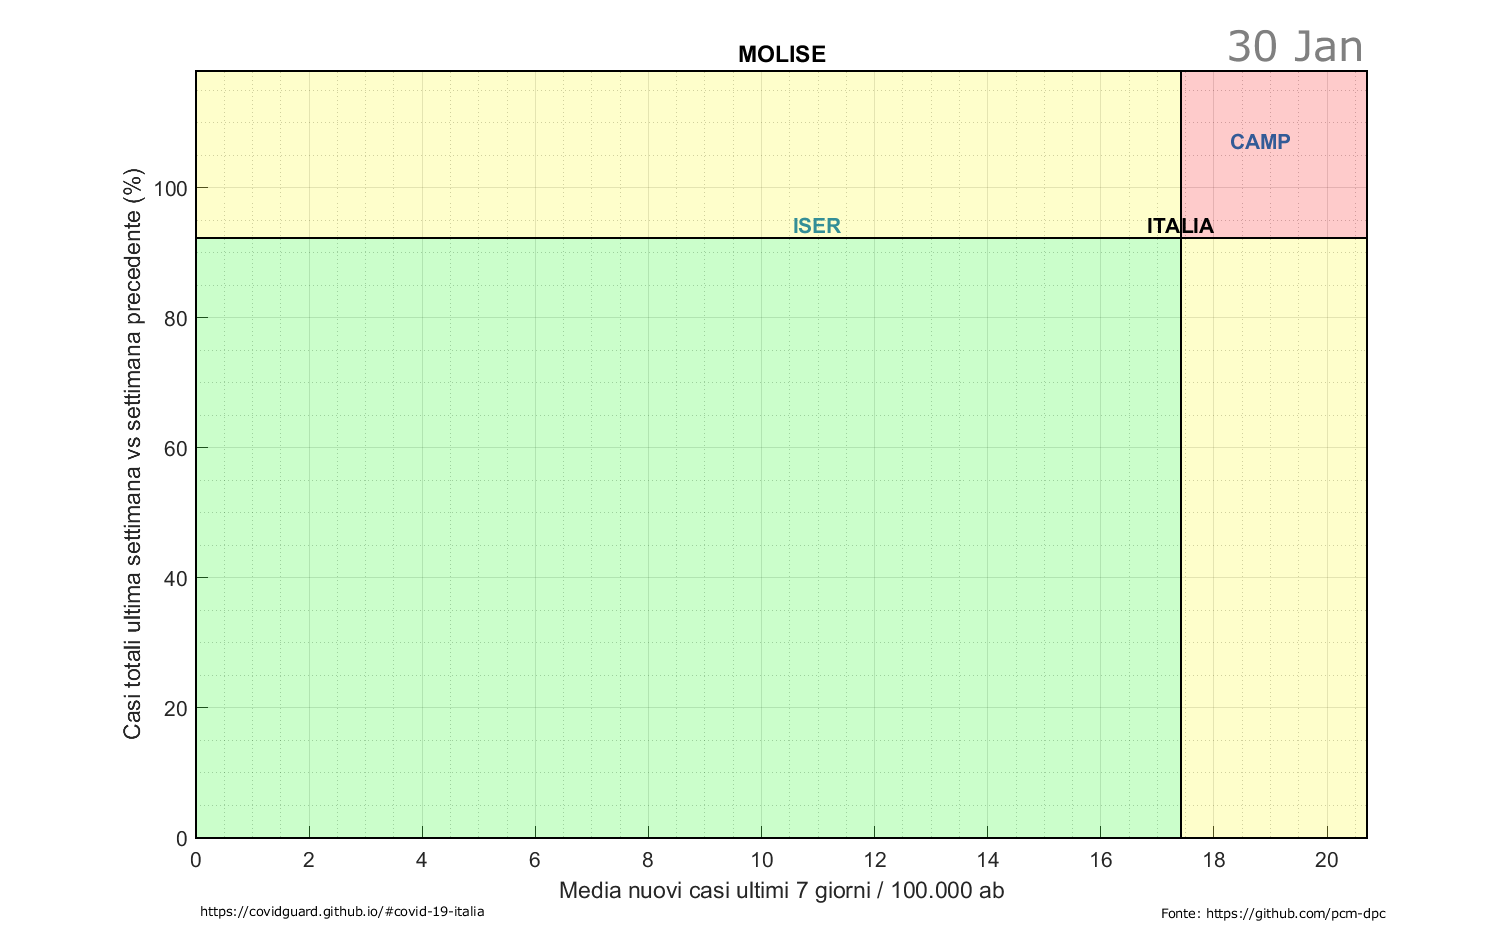 MOLISE
30 Jan
CAMP
ISER
ITALIA
Casi totali ultima settimana vs settimana precedente (%)
100
80
60
40
20
0
0 2 4 6 8 10 12 14 16 18 20
Media nuovi casi ultimi 7 giorni / 100.000 ab
https://covidguard.github.io/#covid-19-italia
Fonte: https://github.com/pcm-dpc